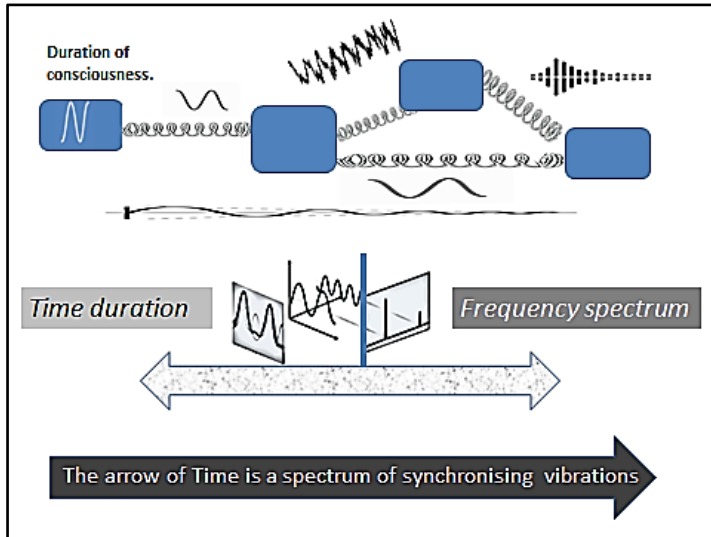 Duration of
consciousness.
Time duration
Frequency spectrum
The arrow of Time is a spectrum of synchronising vibrations